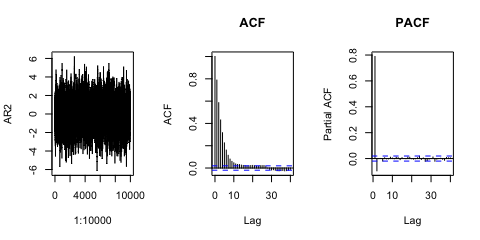 ACF
PACF
AR2
-6 -4 -2 0 2 4 6
0 4000 10000
1:10000
ACF
0.0 0.4 0.8
0 10 30
Lag
Partial ACF
0.0 0.2 0.4 0.6 0.8
0 10 30
Lag